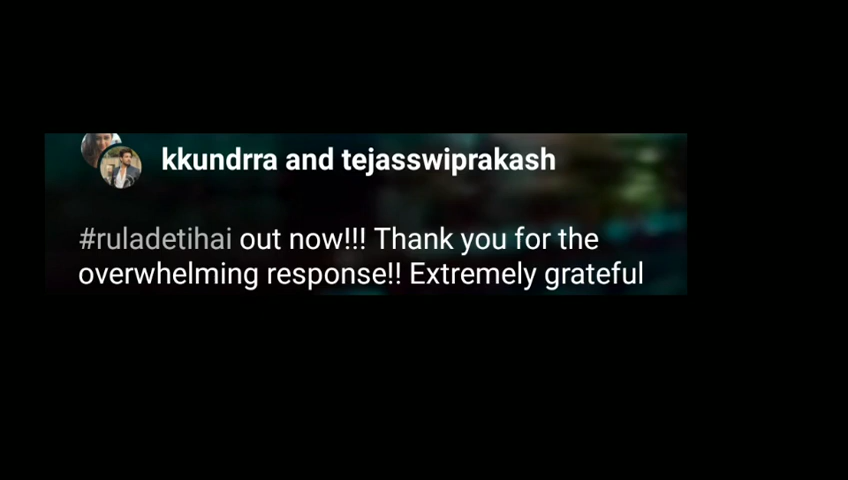 kkundrra and tejasswiprakash
#ruladetihai out now!!! Thank you for the
overwhelming response!! Extremely grateful